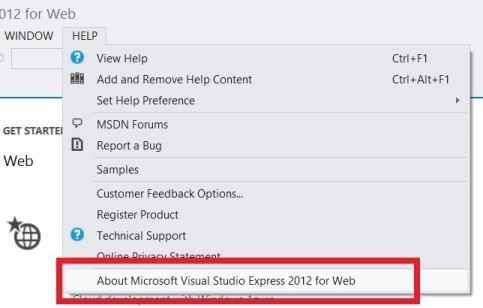 2012 for Web
WINDOW HELP
View Help Ctrl+F1
Add and Remove Help Content Ctrl+Alt+F1
Set Help Preference
GET STARTE
MSDN Forums
Report a Bug
Web
Samples
Customer Feedback Options...
Register Product
Technical Support
Online Privacy Statement...
About Microsoft Visual Studio Express 2012 for Web
Cloud development with Windows Azure